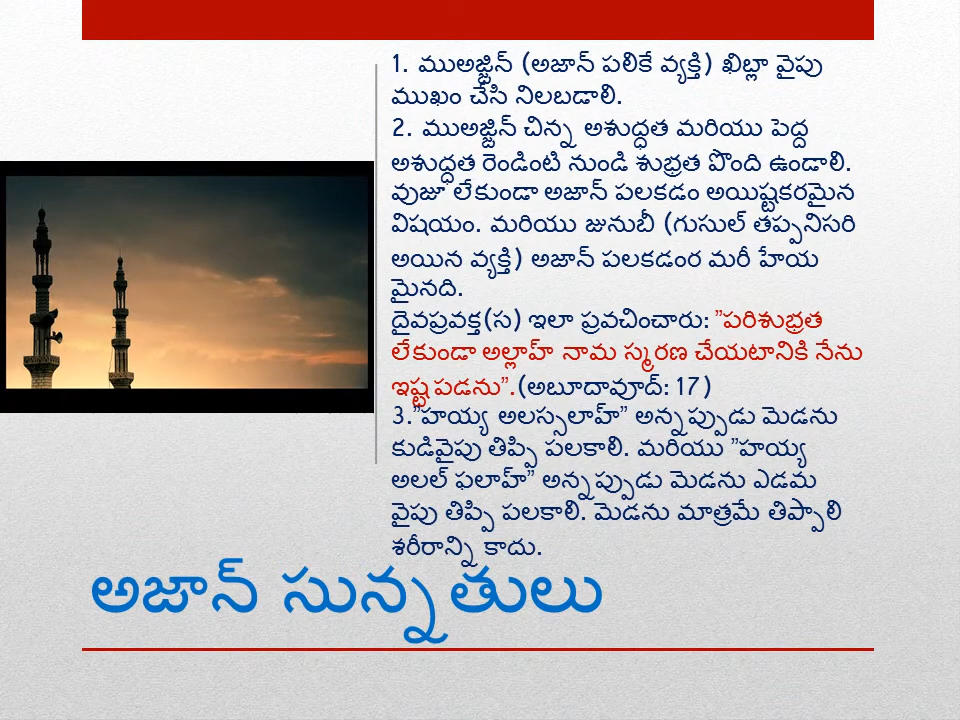 1. ముఅజ్జిన్ (అజాన్ పలికే వ్యక్తి) ఖిబ్లా వైపు
ముఖం చేసి నిలబడాలి.
2. ముఅజ్జిన్ చిన్న అశుద్ధత మరియు పెద్ద
అశుద్ధత రెండింటి నుండి శుభ్రత పొంది ఉండాలి.
వుజూ లేకుండా అజాన్ పలకడం అయిష్టకరమైన
విషయం. మరియు జునుబీ (గుసుల్ తప్పనిసరి
అయిన వ్యక్తి) అజాన్ పలకడంర మరీ హేయ
మైనది.
దైవప్రవక్త(స) ఇలా ప్రవచించారు: ”పరిశుభ్రత
లేకుండా అల్లాహ్ నామ స్మరణ చేయటానికి నేను
ఇష్టపడను”.(అబూదావూద్: 17)
3.”హయ్య అలస్సలాహ్” అన్నప్పుడు మెడను
కుడివైపు తిప్పి పలకాలి. మరియు ”హయ్య
అలల్ ఫలాహ్” అన్నప్పుడు మెడను ఎడమ
వైపు తిప్పి పలకాలి. మెడను మాత్రమే తిప్పాలి
శరీరాన్ని కాదు.
అజాన్ సున్నతులు